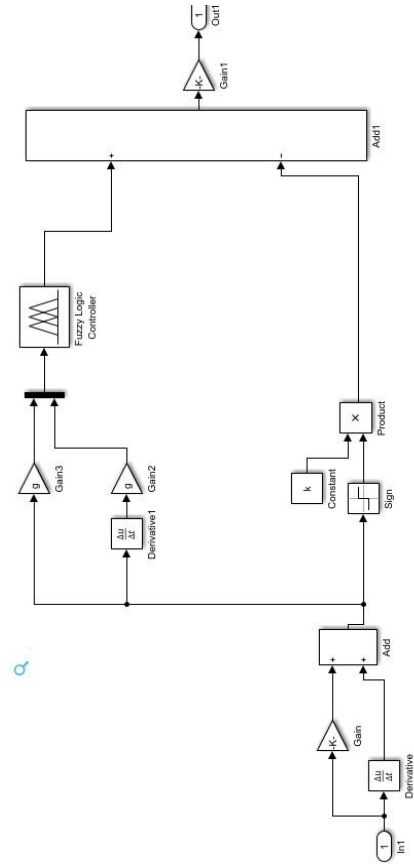 1
In1
-K-
Gain
Δu
Δt
Derivative
+
+
Add
Δu
Δt
Derivative1
g
Gain3
g
Gain2
Fuzzy Logic
Controller
k
Constant
Sign
×
Product
+
−
Add1
-K-
Gain1
1
Out1